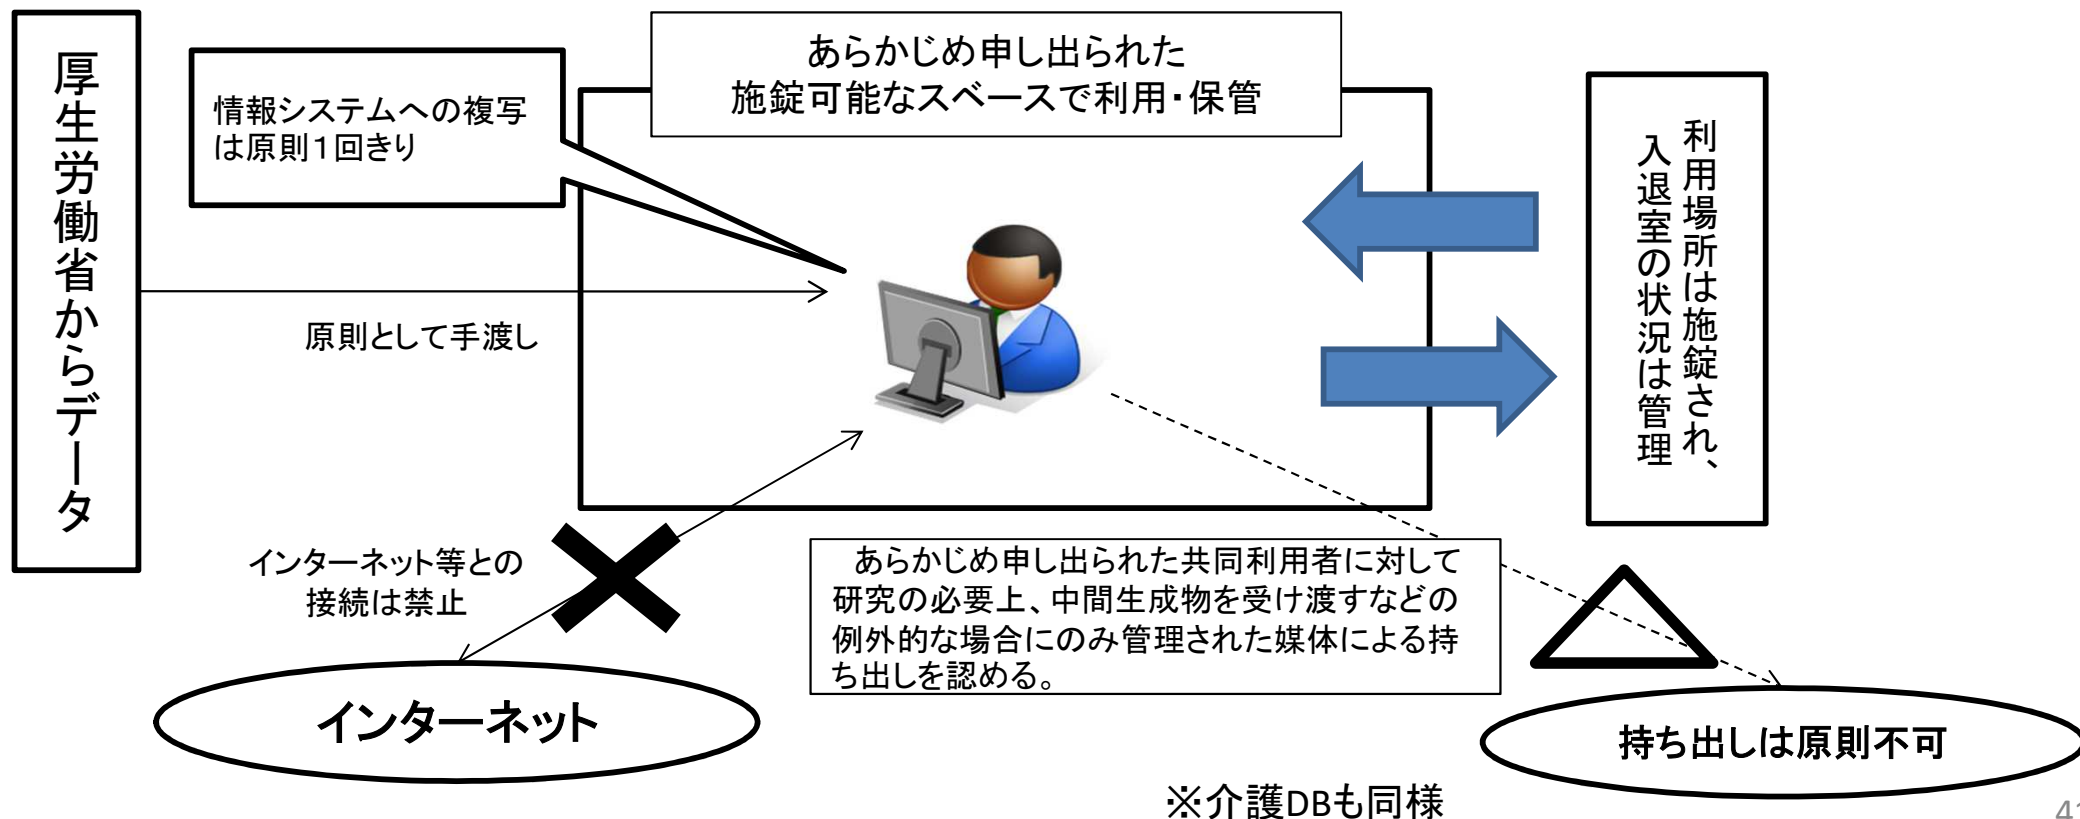 厚生労働省からデータ
情報システムへの複写
は原則1回きり
あらかじめ申し出られた
施錠可能なスベースで利用・保管
利用場所は施錠され、
入退室の状況は管理
原則として手渡し
インターネット等との
接続は禁止
あらかじめ申し出られた共同利用者に対して
研究の必要上、中間生成物を受け渡すなどの
例外的な場合にのみ管理された媒体による持
ち出しを認める。
インターネット
持ち出しは原則不可
※介護DBも同様